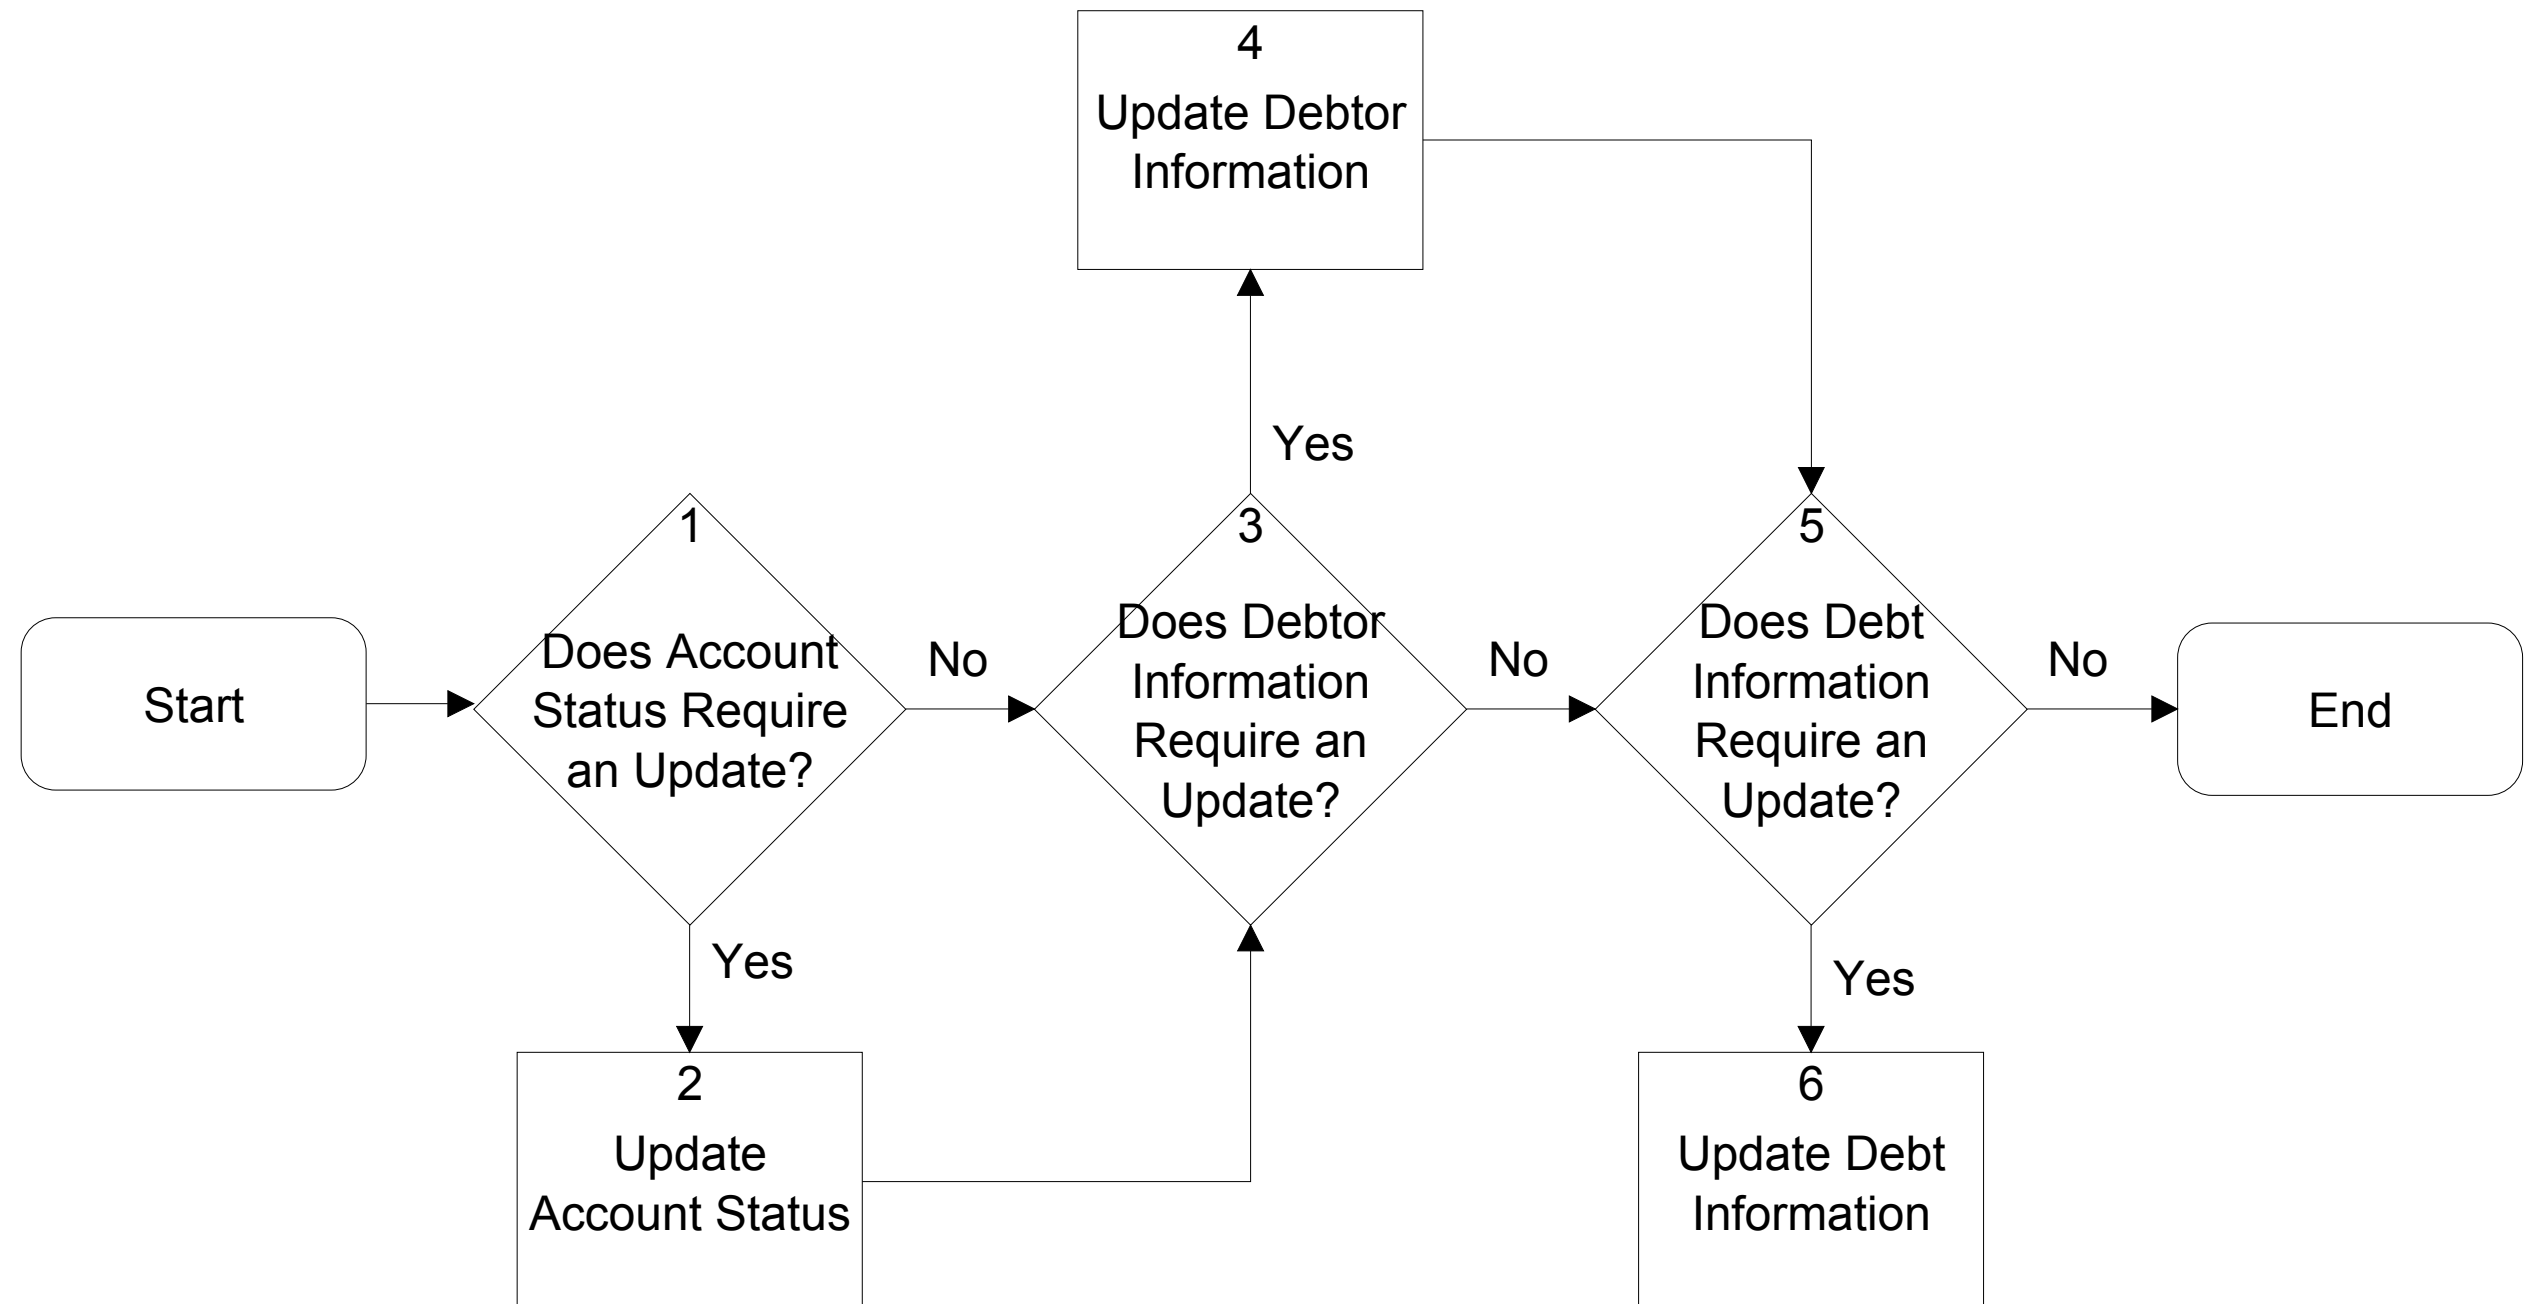 4
Update Debtor
Information
Yes
1
Does Account
Status Require
an Update?
3
Does Debtor
Information
Require an
Update?
5
Does Debt
Information
Require an
Update?
Start
No
No
No
End
Yes
Yes
2
Update
Account Status
6
Update Debt
Information